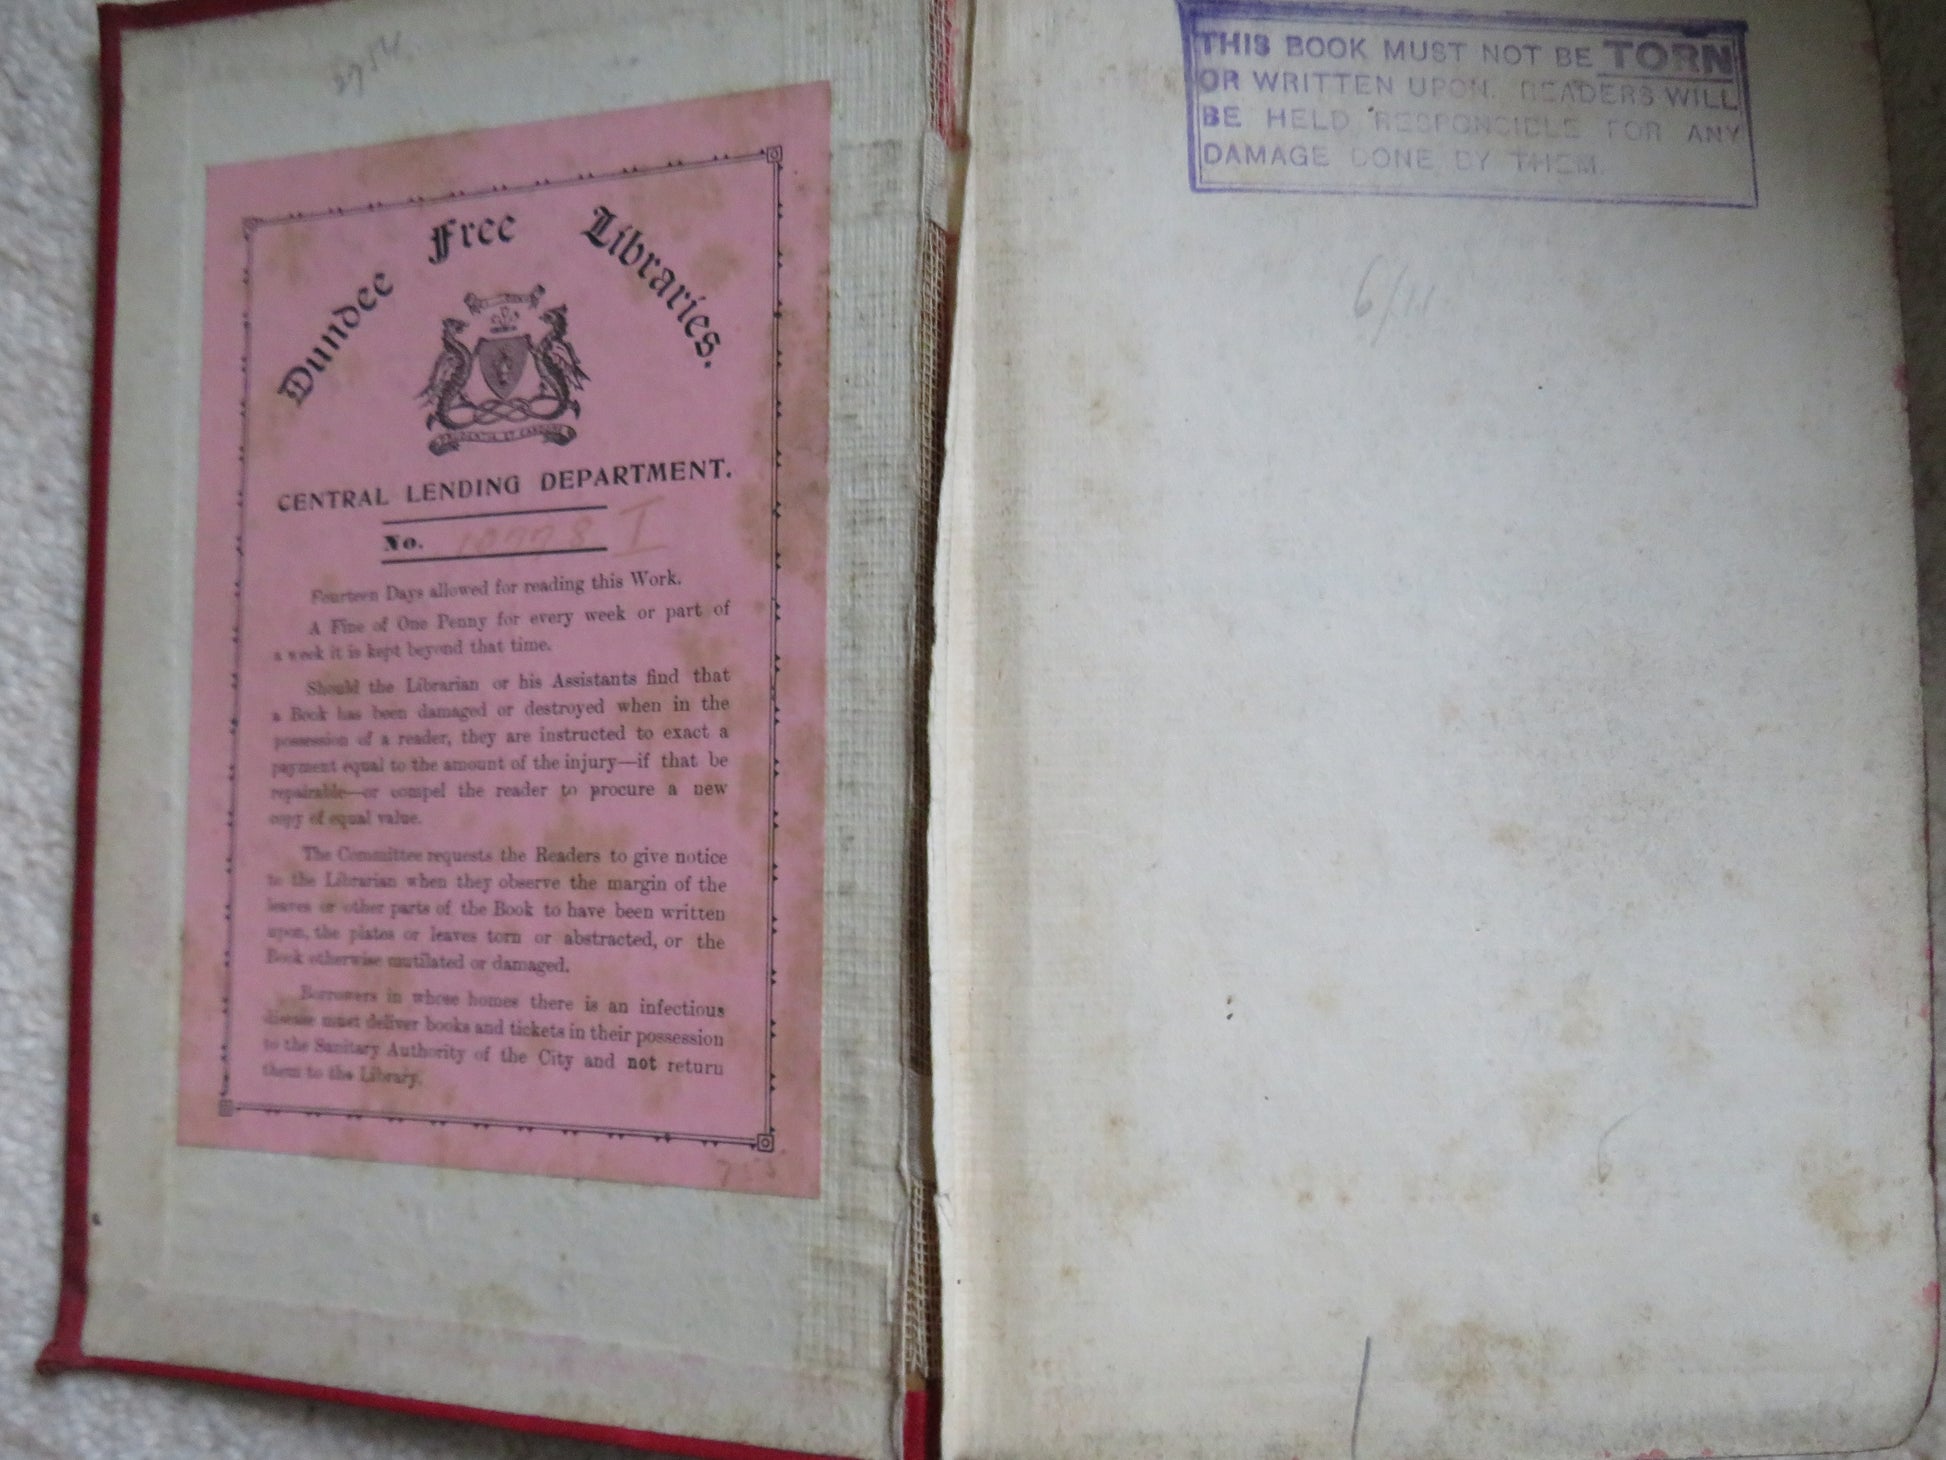 Dundee Free Libraries.
PRUDENTIA ET CANDORE
CENTRAL LENDING DEPARTMENT.
No. 10778 I
Fourteen Days allowed for reading this Work.
A Fine of One Penny for every week or part of
a week it is kept beyond that time.
Should the Librarian or his Assistants find that
a Book has been damaged or destroyed when in the
possession of a reader, they are instructed to exact a
payment equal to the amount of the injury—if that be
repairable—or compel the reader to procure a new
copy of equal value.
The Committee requests the Readers to give notice
to the Librarian when they observe the margin of the
leaves or other parts of the Book to have been written
upon, the plates or leaves torn or abstracted, or the
Book otherwise mutilated or damaged.
Borrowers in whose homes there is an infectious
disease must deliver books and tickets in their possession
to the Sanitary Authority of the City and not return
them to the Library.
THIS BOOK MUST NOT BE TORN
OR WRITTEN UPON. READERS WILL
BE HELD RESPONSIBLE FOR ANY
DAMAGE DONE BY THEM.
6/11